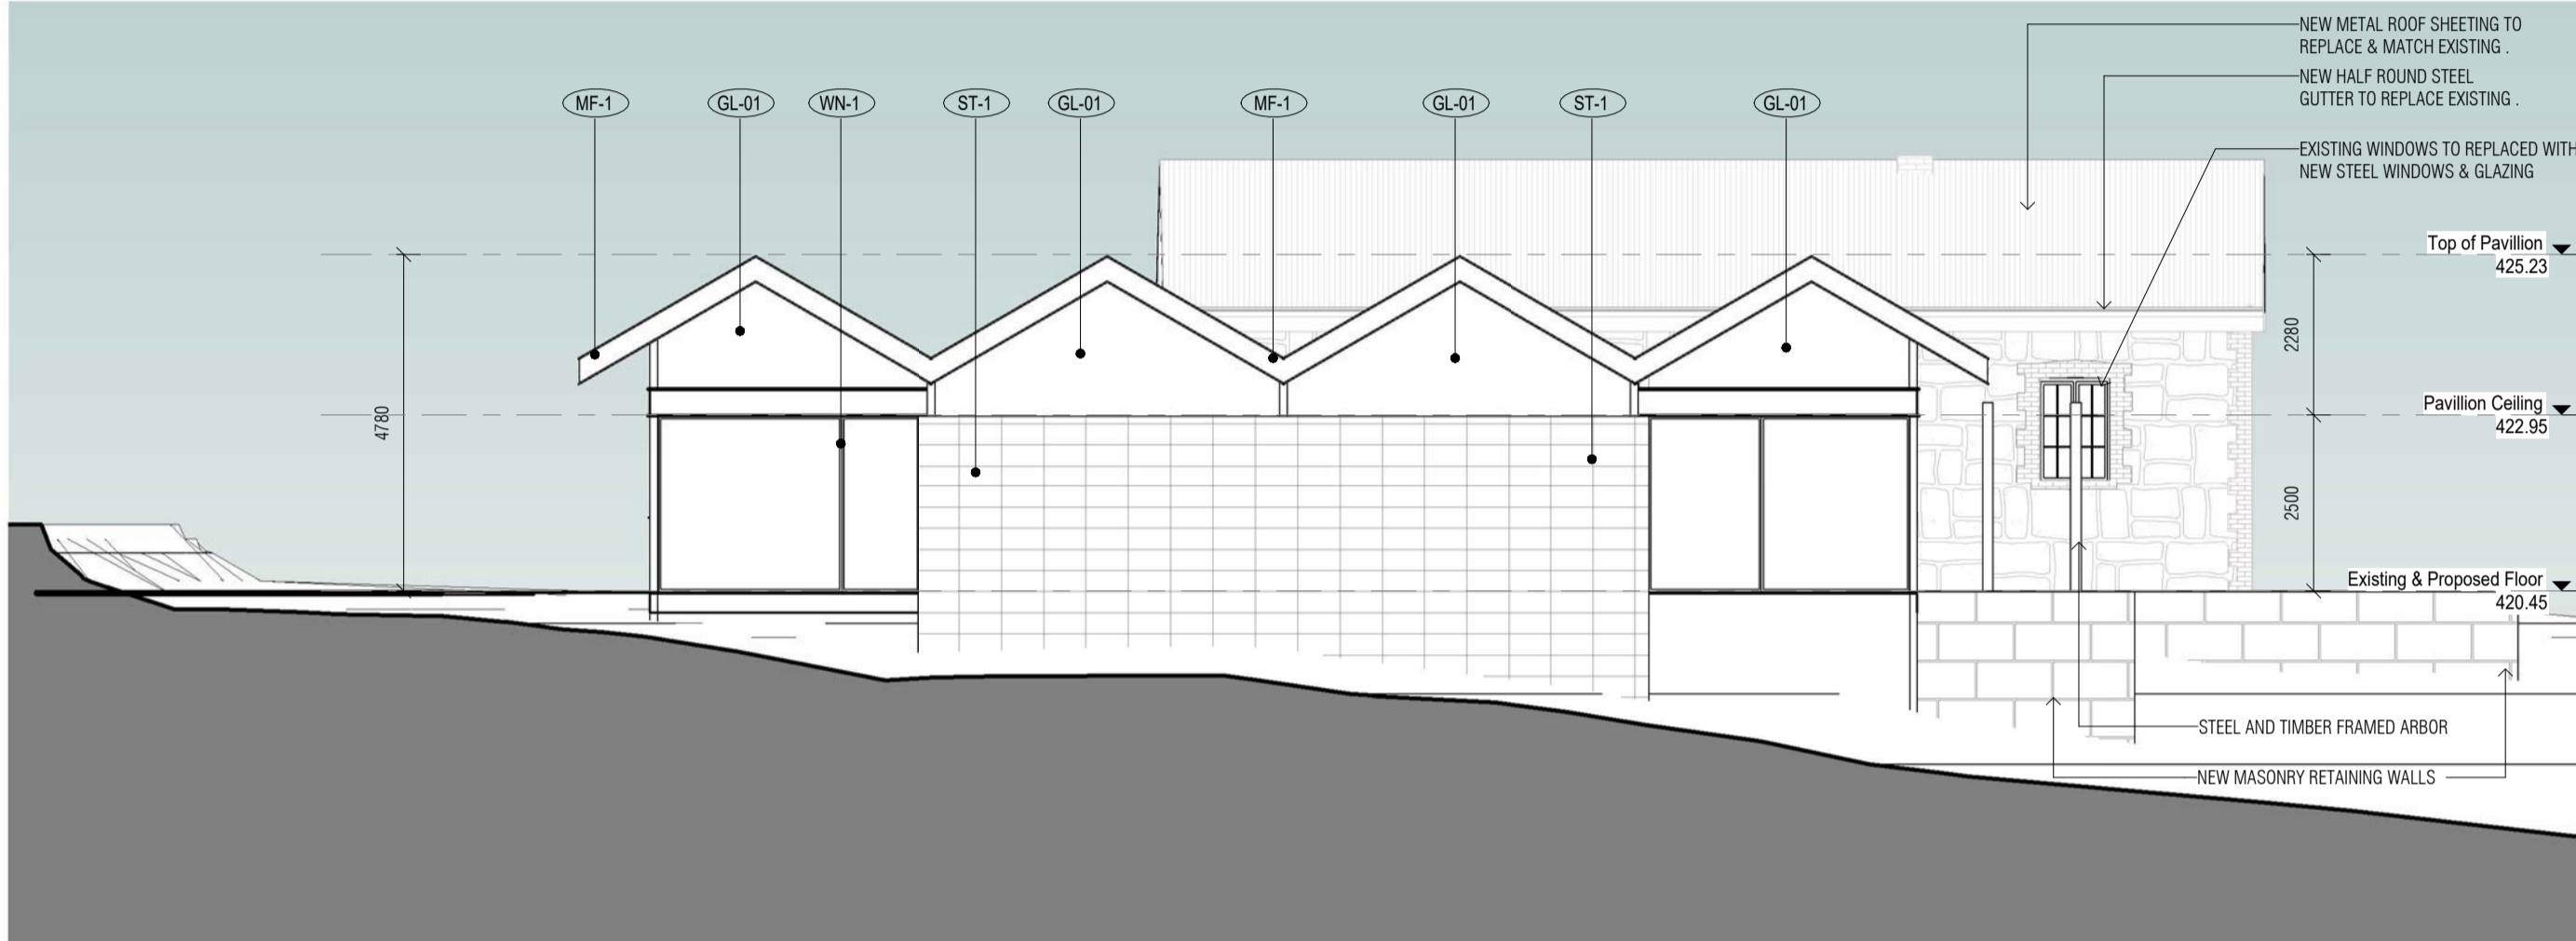 NEW METAL ROOF SHEETING TO
REPLACE & MATCH EXISTING .
NEW HALF ROUND STEEL
GUTTER TO REPLACE EXISTING .
MF-1
GL-01
WN-1
ST-1
GL-01
MF-1
GL-01
ST-1
GL-01
EXISTING WINDOWS TO REPLACED WITH
NEW STEEL WINDOWS & GLAZING
Top of Pavillion
425.23
2280
4780
Pavillion Ceiling
422.95
2500
Existing & Proposed Floor
420.45
STEEL AND TIMBER FRAMED ARBOR
NEW MASONRY RETAINING WALLS